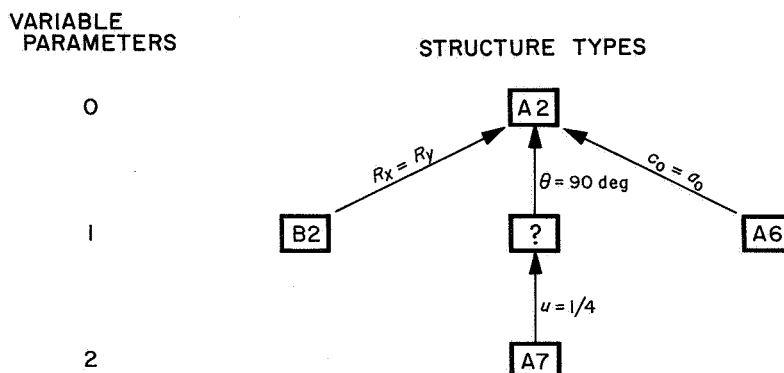 VARIABLE
PARAMETERS
STRUCTURE TYPES
0
A2
Rx = Ry
θ = 90 deg
c₀ = a₀
1
B2
?
A6
u = 1/4
2
A7